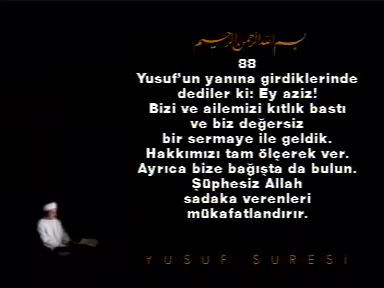 بسم الله الرحمن الرحيم
88
Yusuf'un yanına girdiklerinde
dediler ki: Ey aziz!
Bizi ve ailemizi kıtlık bastı
ve biz değersiz
bir sermaye ile geldik.
Hakkımızı tam ölçerek ver.
Ayrıca bize bağışta da bulun.
Şüphesiz Allah
sadaka verenleri
mükafatlandırır.
YUSUF SURESİ